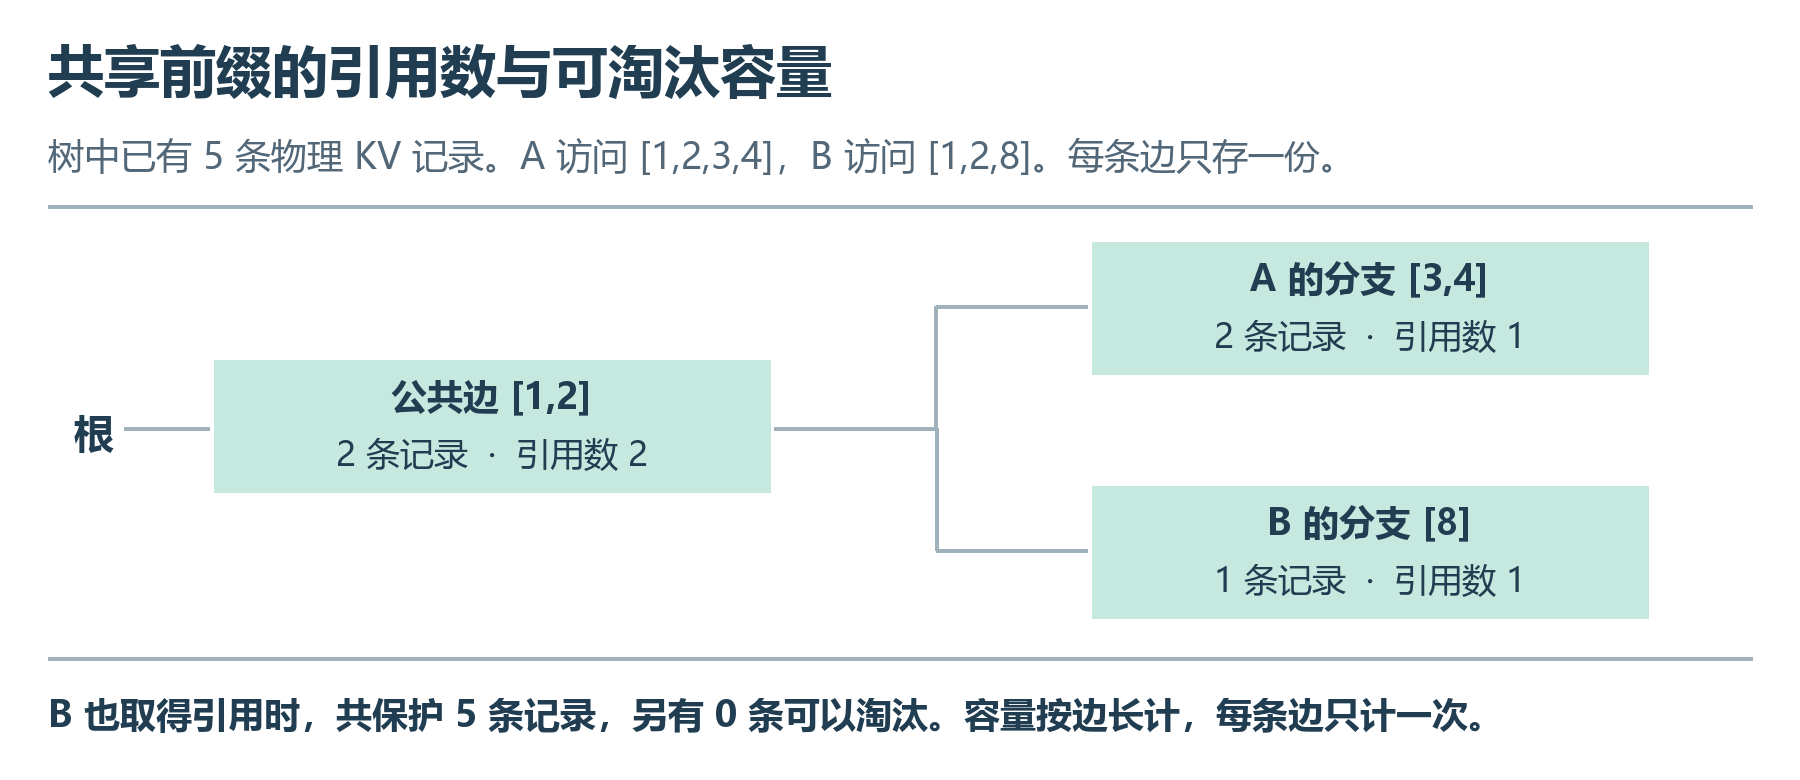 共享前缀的引用数与可淘汰容量
树中已有 5 条物理 KV 记录。A 访问 [1,2,3,4]，B 访问 [1,2,8]。每条边只存一份。
A 的分支 [3,4]
2 条记录 · 引用数 1
根
公共边 [1,2]
2 条记录 · 引用数 2
B 的分支 [8]
1 条记录 · 引用数 1
B 也取得引用时，共保护 5 条记录，另有 0 条可以淘汰。容量按边长计，每条边只计一次。